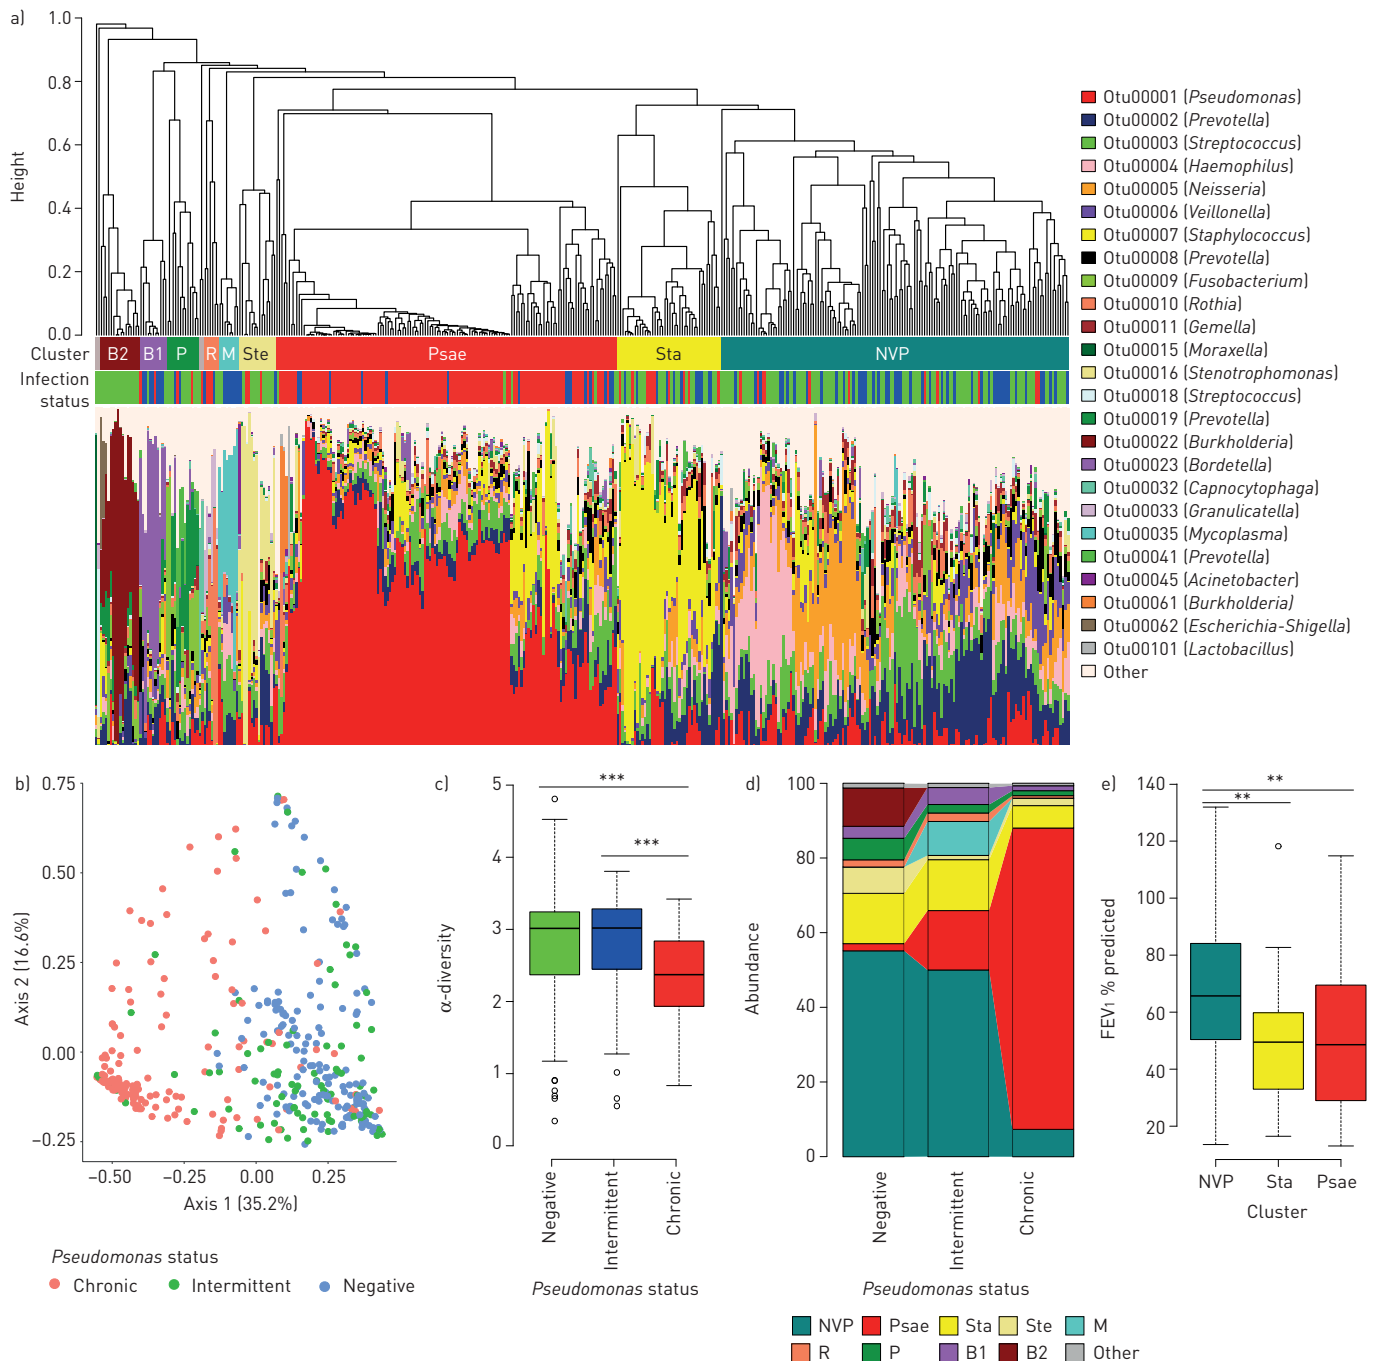 a)
1.0
0.8
0.6
0.4
0.2
0.0
Height
Cluster
B2 B1 P R M Ste Psae Sta NVP
Infection
status
Otu00001 (Pseudomonas)
Otu00002 (Prevotella)
Otu00003 (Streptococcus)
Otu00004 (Haemophilus)
Otu00005 (Neisseria)
Otu00006 (Veillonella)
Otu00007 (Staphylococcus)
Otu00008 (Prevotella)
Otu00009 (Fusobacterium)
Otu00010 (Rothia)
Otu00011 (Gemella)
Otu00015 (Moraxella)
Otu00016 (Stenotrophomonas)
Otu00018 (Streptococcus)
Otu00019 (Prevotella)
Otu00022 (Burkholderia)
Otu00023 (Bordetella)
Otu00032 (Capnocytophaga)
Otu00033 (Granulicatella)
Otu00035 (Mycoplasma)
Otu00041 (Prevotella)
Otu00045 (Acinetobacter)
Otu00061 (Burkholderia)
Otu00062 (Escherichia-Shigella)
Otu00101 (Lactobacillus)
Other
b)
0.75
0.50
0.25
0.00
−0.25
Axis 2 (16.6%)
−0.50 −0.25 0.00 0.25
Axis 1 (35.2%)
Pseudomonas status
Chronic Intermittent Negative
c)
5
4
3
2
1
0
α-diversity
***
***
Negative
Intermittent
Chronic
Pseudomonas status
d)
100
80
60
40
20
0
Abundance
Negative
Intermittent
Chronic
Pseudomonas status
NVP Psae Sta Ste M
R P B1 B2 Other
e)
140
120
100
80
60
40
20
FEV1 % predicted
**
**
NVP Sta Psae
Cluster